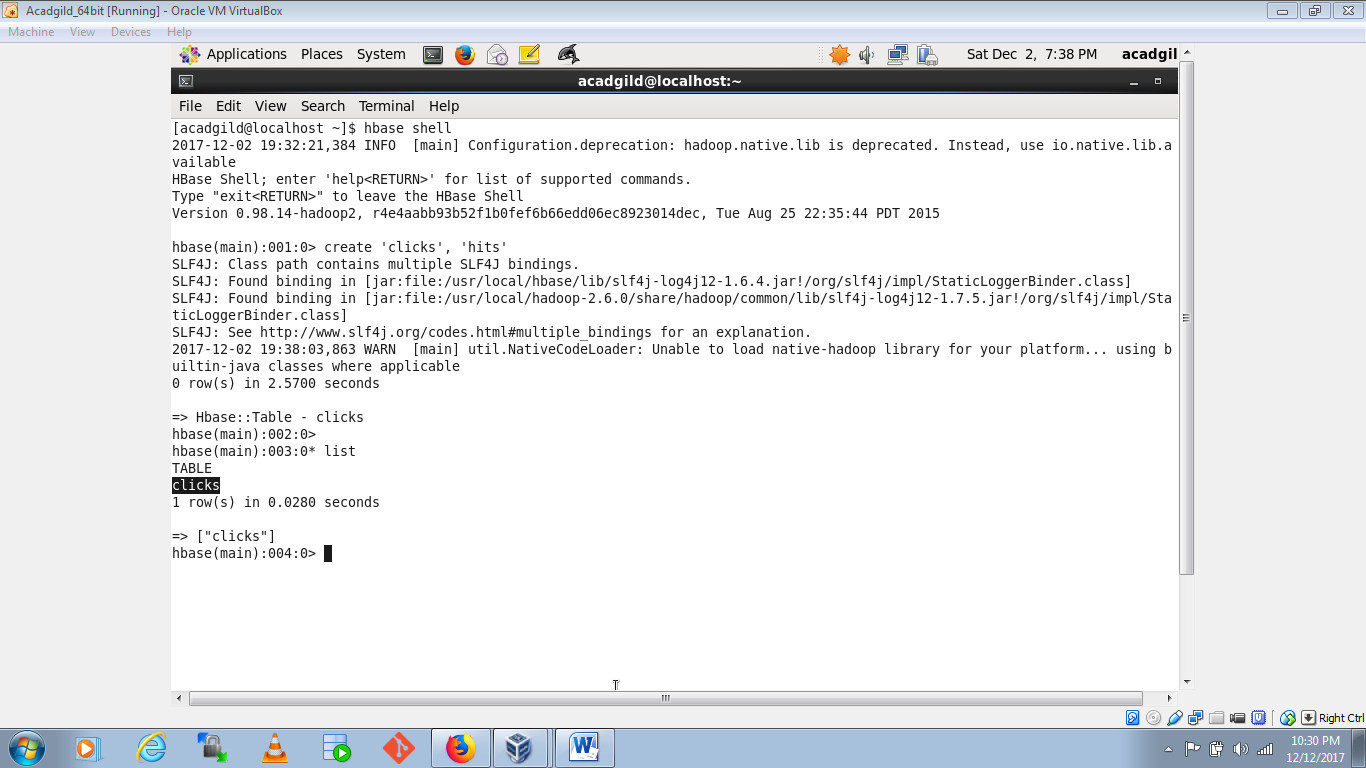 Acadgild_64bit [Running] - Oracle VM VirtualBox
Machine View Devices Help
Applications Places System Sat Dec 2, 7:38 PM acadgil
acadgild@localhost:~
File Edit View Search Terminal Help
[acadgild@localhost ~]$ hbase shell
2017-12-02 19:32:21,384 INFO  [main] Configuration.deprecation: hadoop.native.lib is deprecated. Instead, use io.native.lib.a
vailable
HBase Shell; enter 'help<RETURN>' for list of supported commands.
Type "exit<RETURN>" to leave the HBase Shell
Version 0.98.14-hadoop2, r4e4aabb93b52f1b0fef6b66edd06ec8923014dec, Tue Aug 25 22:35:44 PDT 2015
hbase(main):001:0> create 'clicks', 'hits'
SLF4J: Class path contains multiple SLF4J bindings.
SLF4J: Found binding in [jar:file:/usr/local/hbase/lib/slf4j-log4j12-1.6.4.jar!/org/slf4j/impl/StaticLoggerBinder.class]
SLF4J: Found binding in [jar:file:/usr/local/hadoop-2.6.0/share/hadoop/common/lib/slf4j-log4j12-1.7.5.jar!/org/slf4j/impl/Sta
ticLoggerBinder.class]
SLF4J: See http://www.slf4j.org/codes.html#multiple_bindings for an explanation.
2017-12-02 19:38:03,863 WARN  [main] util.NativeCodeLoader: Unable to load native-hadoop library for your platform... using b
uiltin-java classes where applicable
0 row(s) in 2.5700 seconds
=> Hbase::Table - clicks
hbase(main):002:0>
hbase(main):003:0* list
TABLE
clicks
1 row(s) in 0.0280 seconds
=> ["clicks"]
hbase(main):004:0>
Right Ctrl
10:30 PM
12/12/2017